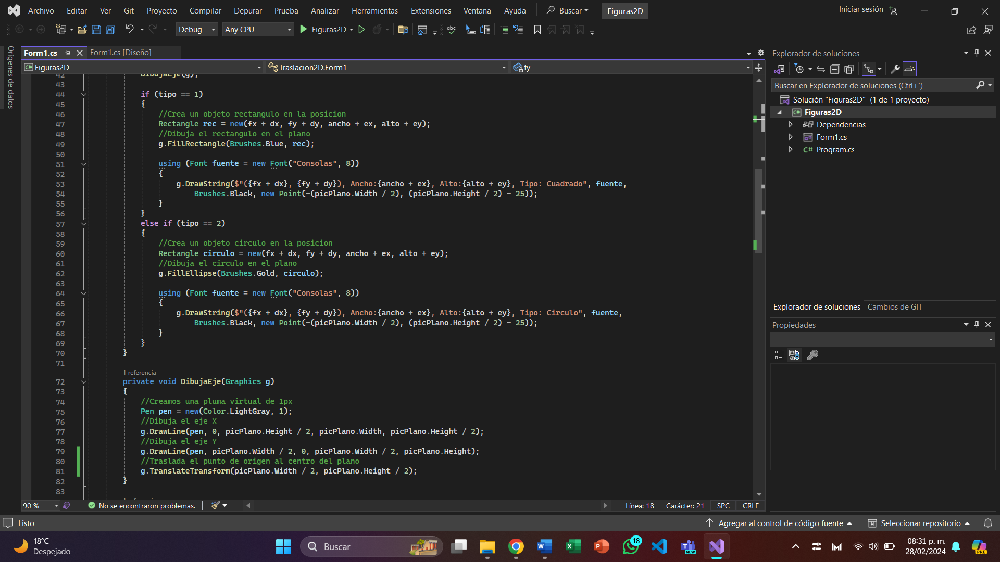 Archivo Editar Ver Git Proyecto Compilar Depurar Prueba Analizar Herramientas Extensiones Ventana Ayuda Buscar Figuras2D Iniciar sesión
Debug Any CPU Figuras2D
Orígenes de datos
Form1.cs Form1.cs [Diseño]
Figuras2D Traslacion2D.Form1 fy
42 DibujaEje(g);
43
44 if (tipo == 1)
45 {
46 //Crea un objeto rectangulo en la posicion
47 Rectangle rec = new(fx + dx, fy + dy, ancho + ex, alto + ey);
48 //Dibuja el rectangulo en el plano
49 g.FillRectangle(Brushes.Blue, rec);
50
51 using (Font fuente = new Font("Consolas", 8))
52 {
53 g.DrawString($"({fx + dx}, {fy + dy}), Ancho:{ancho + ex}, Alto:{alto + ey}, Tipo: Cuadrado", fuente,
54 Brushes.Black, new Point(-(picPlano.Width / 2), (picPlano.Height / 2) - 25));
55 }
56 }
57 else if (tipo == 2)
58 {
59 //Crea un objeto circulo en la posicion
60 Rectangle circulo = new(fx + dx, fy + dy, ancho + ex, alto + ey);
61 //Dibuja el circulo en el plano
62 g.FillEllipse(Brushes.Gold, circulo);
63
64 using (Font fuente = new Font("Consolas", 8))
65 {
66 g.DrawString($"({fx + dx}, {fy + dy}), Ancho:{ancho + ex}, Alto:{alto + ey}, Tipo: Circulo", fuente,
67 Brushes.Black, new Point(-(picPlano.Width / 2), (picPlano.Height / 2) - 25));
68 }
69 }
70 }
71
1 referencia
72 private void DibujaEje(Graphics g)
73 {
74 //Creamos una pluma virtual de 1px
75 Pen pen = new(Color.LightGray, 1);
76 //Dibuja el eje X
77 g.DrawLine(pen, 0, picPlano.Height / 2, picPlano.Width, picPlano.Height / 2);
78 //Dibuja el eje Y
79 g.DrawLine(pen, picPlano.Width / 2, 0, picPlano.Width / 2, picPlano.Height);
80 //Traslada el punto de origen al centro del plano
81 g.TranslateTransform(picPlano.Width / 2, picPlano.Height / 2);
82 }
83
90 % No se encontraron problemas. Línea: 18 Carácter: 21 SPC CRLF
Explorador de soluciones
Buscar en Explorador de soluciones (Ctrl+´)
Solución "Figuras2D" (1 de 1 proyecto)
Figuras2D
Dependencias
Form1.cs
Program.cs
Explorador de soluciones Cambios de GIT
Propiedades
Listo Agregar al control de código fuente Seleccionar repositorio
18°C
Despejado
Buscar
18
NEW
08:31 p. m.
28/02/2024
PRE